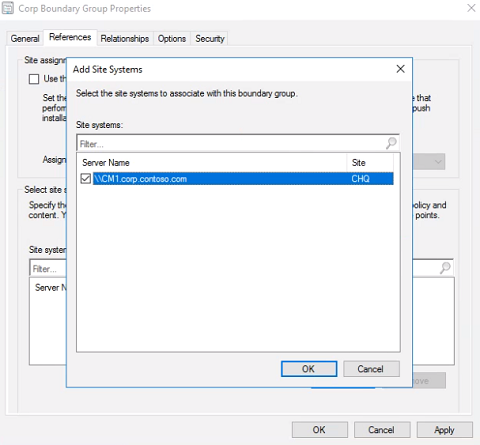 Corp Boundary Group Properties
General References Relationships Options Security
Site assignm
Use th
Add Site Systems
Set the that
perform push
installa
Select the site systems to associate with this boundary group.
Site systems:
Filter...
Assign
Server Name Site
\\CM1.corp.contoso.com CHQ
Select site s
Specify the policy and
content. Y points.
Site system
Filter...
Server N
OK Cancel
ove
OK Cancel Apply